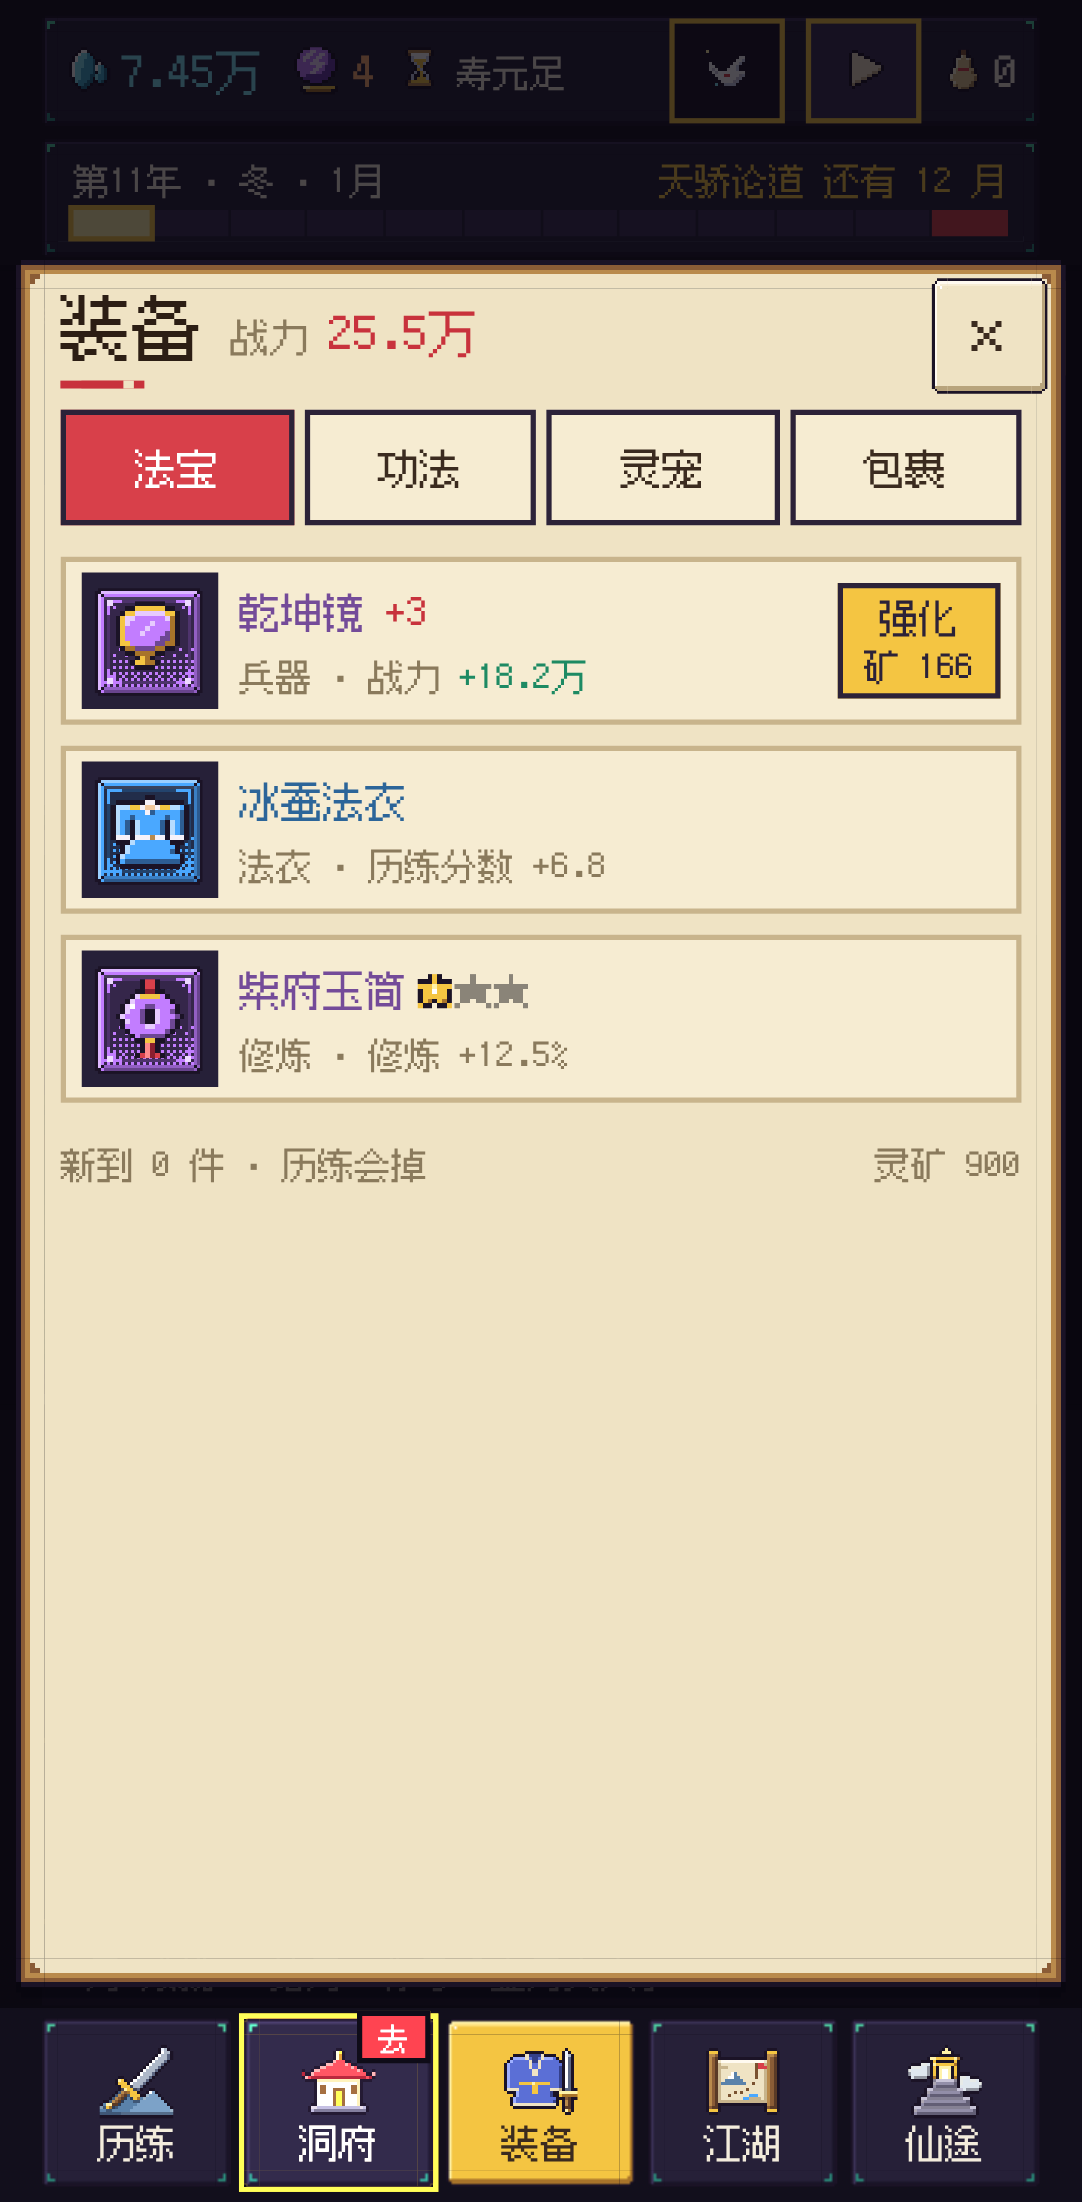 7.45万 4 寿元足 0
第11年 · 冬 · 1月 天骄论道 还有 12 月
装备 战力 25.5万 x
法宝 功法 灵宠 包裹
乾坤镜 +3
兵器 · 战力 +18.2万
强化
矿 166
冰蚕法衣
法衣 · 历练分数 +6.8
紫府玉简
修炼 · 修炼 +12.5%
新到 0 件 · 历练会掉 灵矿 900
去
历练 洞府 装备 江湖 仙途